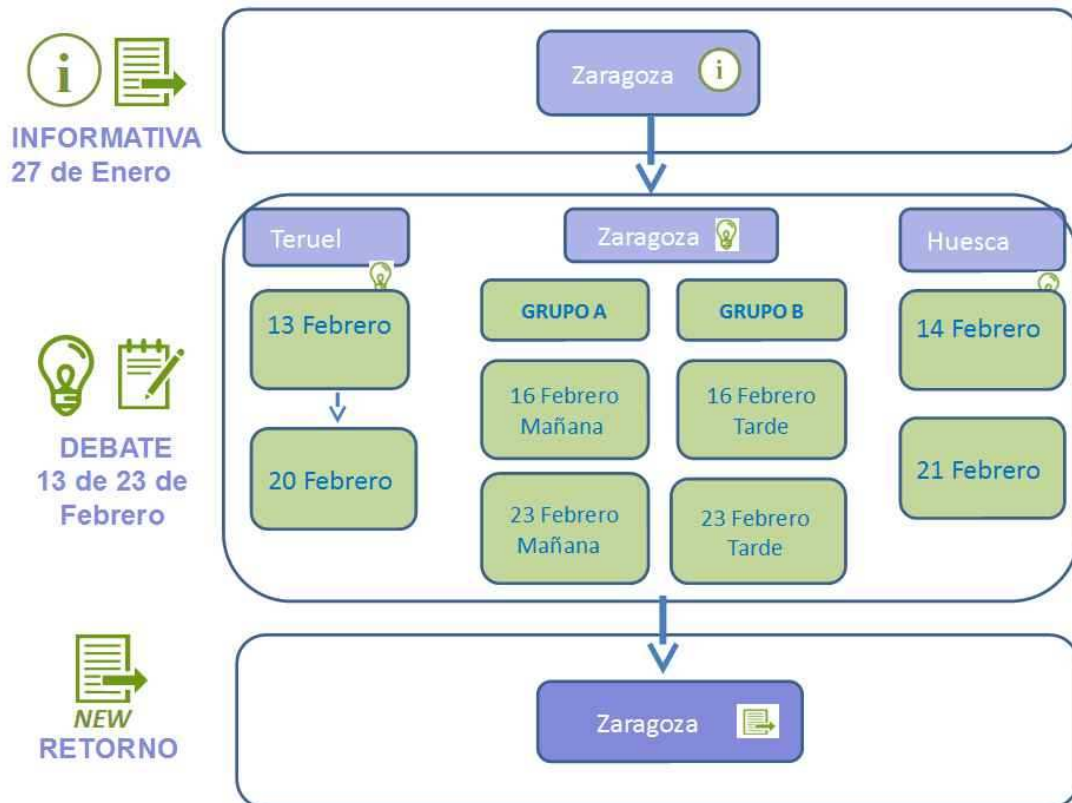 Zaragoza
i
i
INFORMATIVA
27 de Enero
Teruel
Zaragoza
Huesca
GRUPO A
GRUPO B
13 Febrero
14 Febrero
16 Febrero
Mañana
16 Febrero
Tarde
DEBATE
13 de 23 de
Febrero
20 Febrero
21 Febrero
23 Febrero
Mañana
23 Febrero
Tarde
NEW
RETORNO
Zaragoza